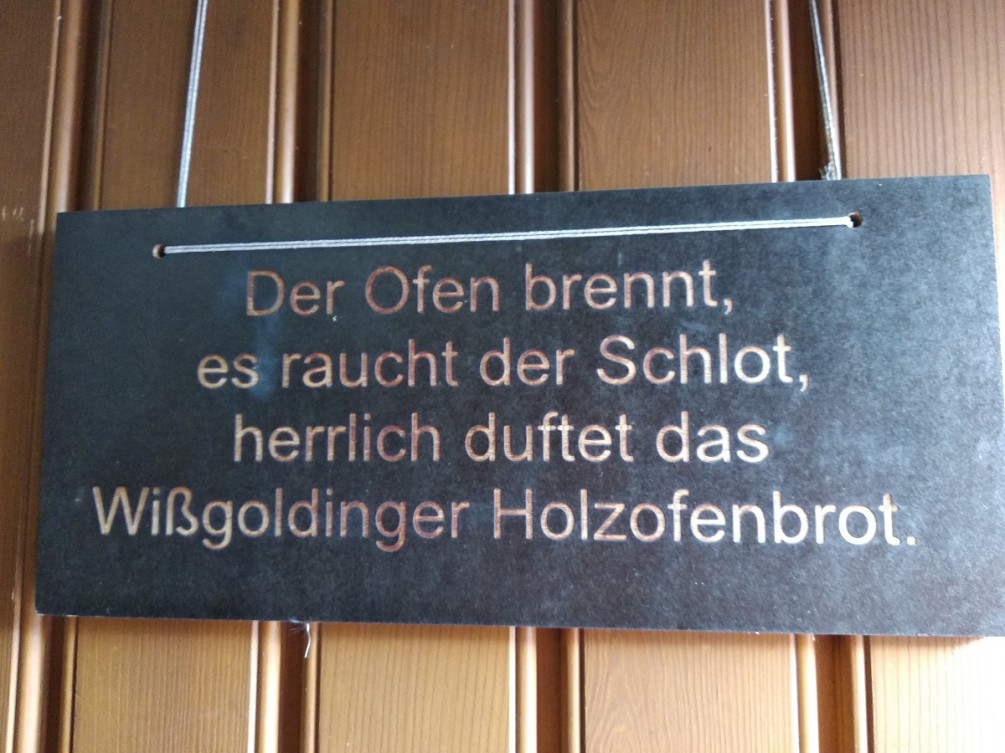 Der Ofen brennt,
es raucht der Schlot,
herrlich duftet das
Wißgoldinger Holzofenbrot.